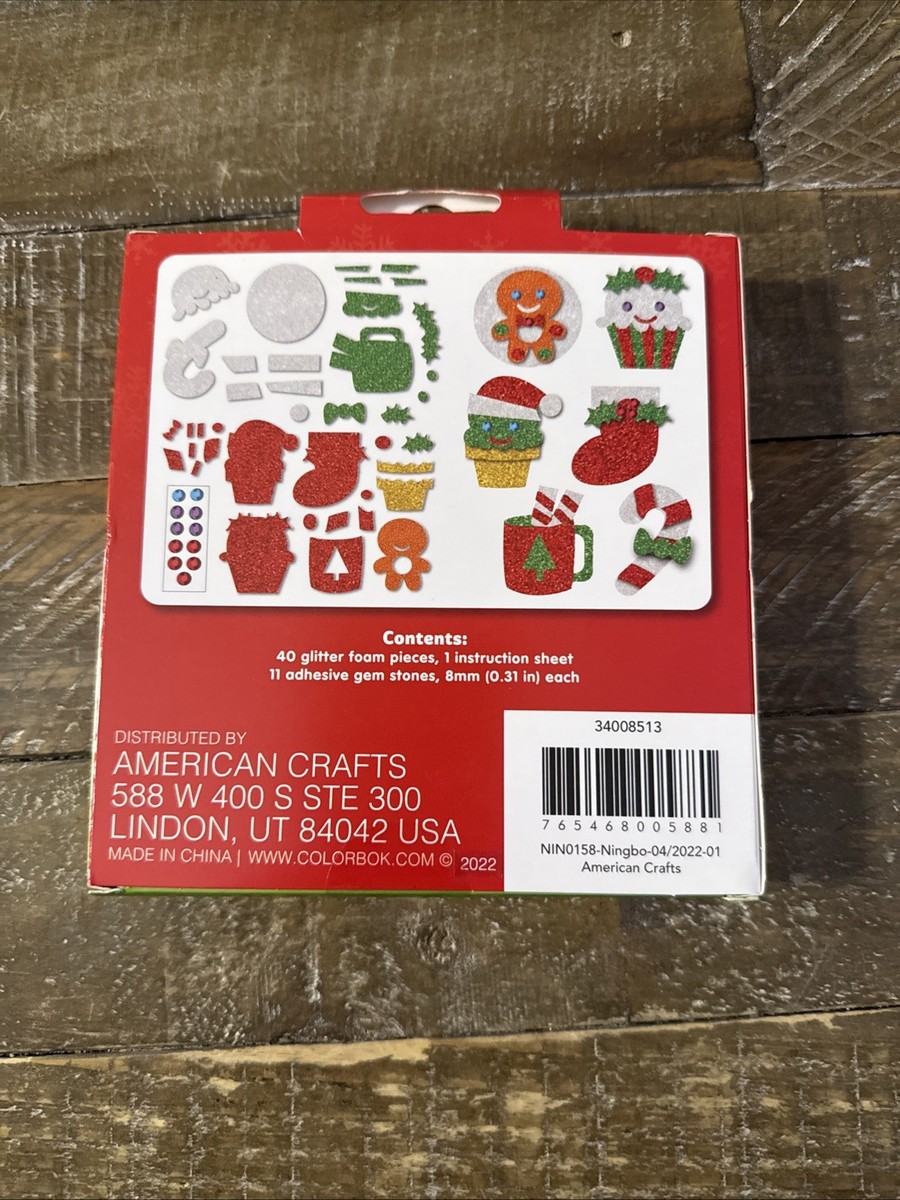 Contents:
40 glitter foam pieces, 1 instruction sheet
11 adhesive gem stones, 8mm (0.31 in) each
DISTRIBUTED BY
AMERICAN CRAFTS
588 W 400 S STE 300
LINDON, UT 84042 USA
MADE IN CHINA | WWW.COLORBOK.COM © 2022
34008513
765468005881
NIN0158-Ningbo-04/2022-01
American Crafts